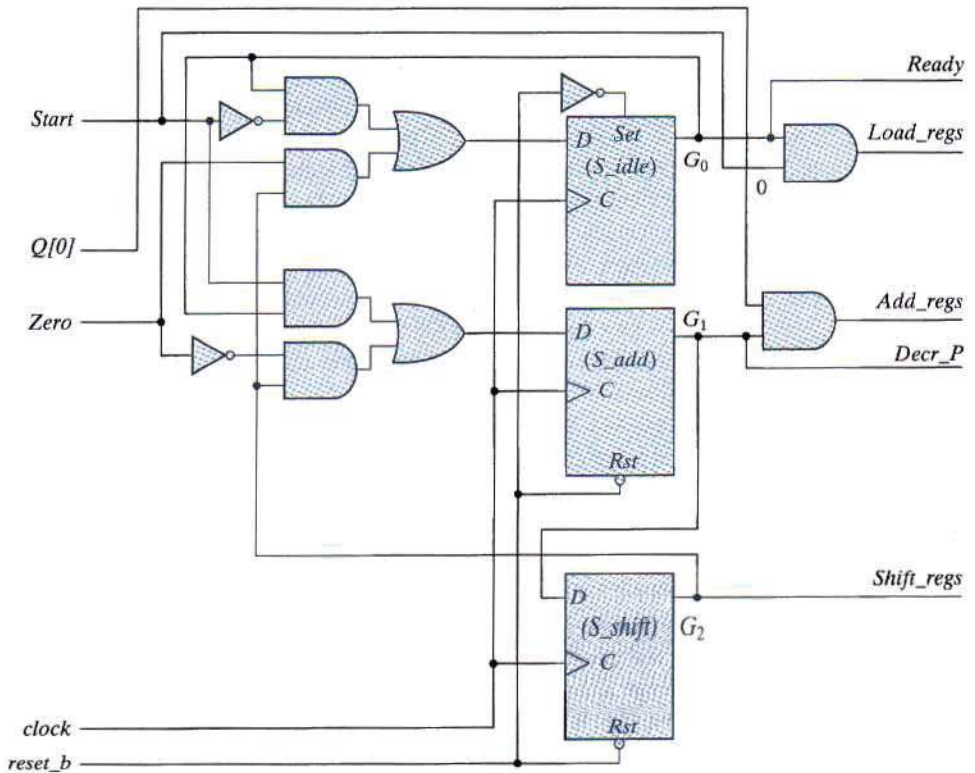 Ready
Start
D
Set
G0
Load_regs
(S_idle)
0
C
Q[0]
Add_regs
Zero
D
G1
Decr_P
(S_add)
C
Rst
Shift_regs
D
(S_shift)
G2
C
clock
Rst
reset_b